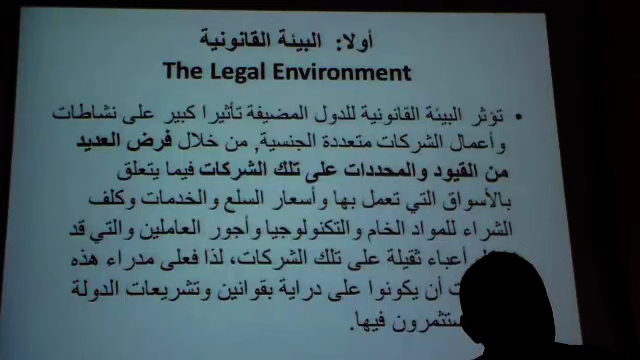 أولا: البيئة القانونية
The Legal Environment
• تؤثر البيئة القانونية للدول المضيفة تأثيرا كبير على نشاطات
وأعمال الشركات متعددة الجنسية, من خلال فرض العديد
من القيود والمحددات على تلك الشركات فيما يتعلق
بالأسواق التي تعمل بها وأسعار السلع والخدمات وكلف
الشراء للمواد الخام والتكنولوجيا وأجور العاملين والتي قد
أعباء ثقيلة على تلك الشركات، لذا فعلى مدراء هذه
أن يكونوا على دراية بقوانين وتشريعات الدولة
فيها.